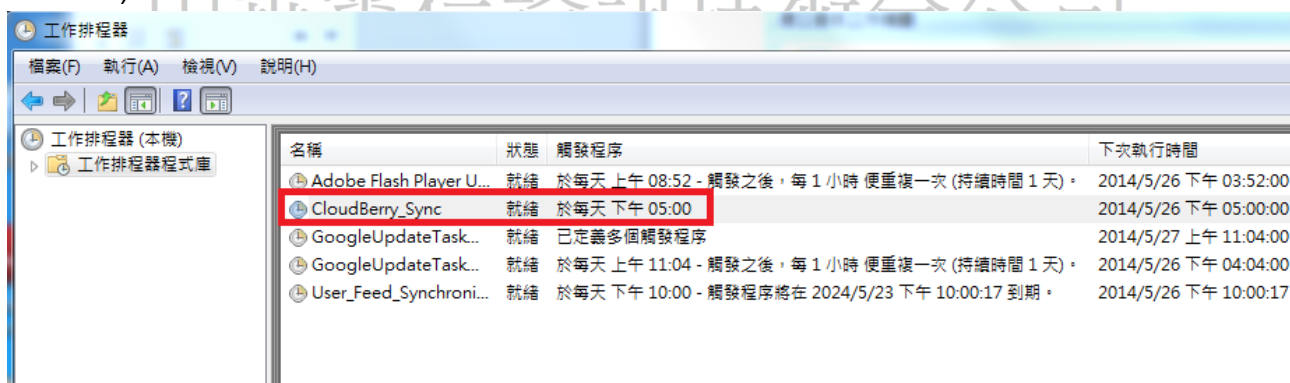 工作排程器
檔案(F) 執行(A) 檢視(V) 說明(H)
工作排程器 (本機)
工作排程器程式庫
名稱 狀態 觸發程序 下次執行時間
Adobe Flash Player U... 就緒 於每天 上午 08:52 - 觸發之後，每 1 小時 便重複一次 (持續時間 1 天)。 2014/5/26 下午 03:52:00
CloudBerry_Sync 就緒 於每天 下午 05:00 2014/5/26 下午 05:00:00
GoogleUpdateTask... 就緒 已定義多個觸發程序 2014/5/27 上午 11:04:00
GoogleUpdateTask... 就緒 於每天 上午 11:04 - 觸發之後，每 1 小時 便重複一次 (持續時間 1 天)。 2014/5/26 下午 04:04:00
User_Feed_Synchroni... 就緒 於每天 下午 10:00 - 觸發程序將在 2024/5/23 下午 10:00:17 到期。 2014/5/26 下午 10:00:17